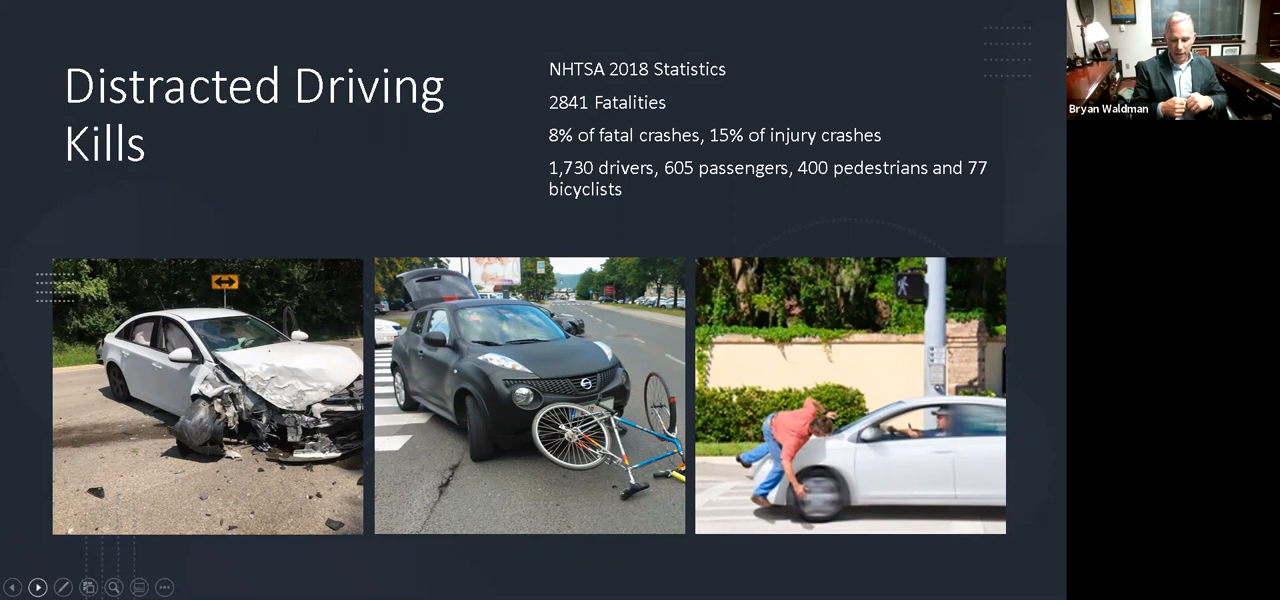 Distracted Driving
Kills
NHTSA 2018 Statistics
2841 Fatalities
8% of fatal crashes, 15% of injury crashes
1,730 drivers, 605 passengers, 400 pedestrians and 77
bicyclists
Bryan Waldman